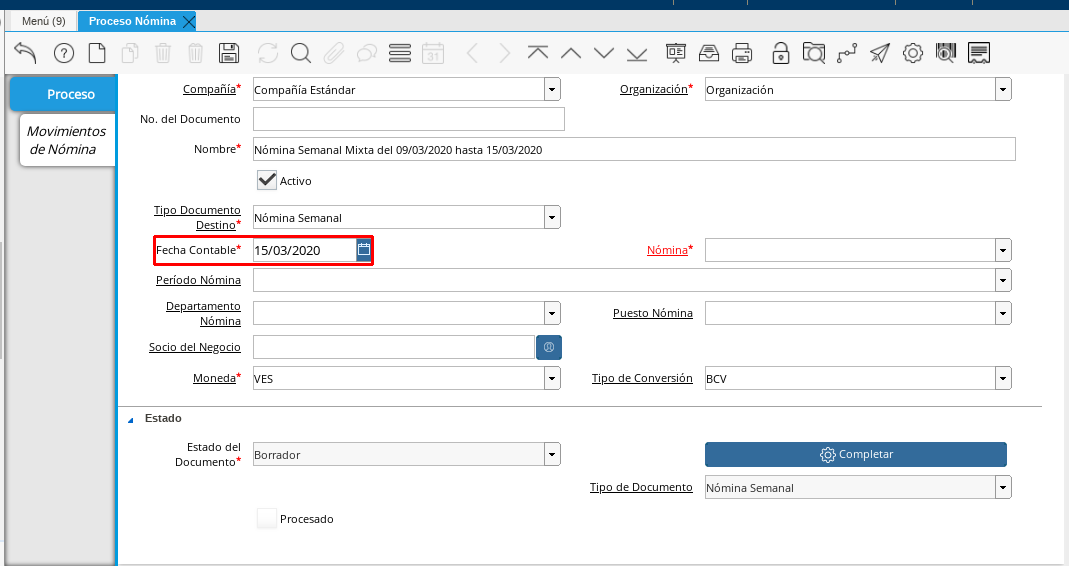 Menú (9)
Proceso Nómina
31
Proceso
Movimientos
de Nómina
Compañía*
Compañía Estándar
Organización*
Organización
No. del Documento
Nombre*
Nómina Semanal Mixta del 09/03/2020 hasta 15/03/2020
Activo
Tipo Documento
Destino*
Nómina Semanal
Fecha Contable*
15/03/2020
Nómina*
Período Nómina
Departamento
Nómina
Puesto Nómina
Socio del Negocio
Moneda*
VES
Tipo de Conversión
BCV
Estado
Estado del
Documento*
Borrador
Completar
Tipo de Documento
Nómina Semanal
Procesado